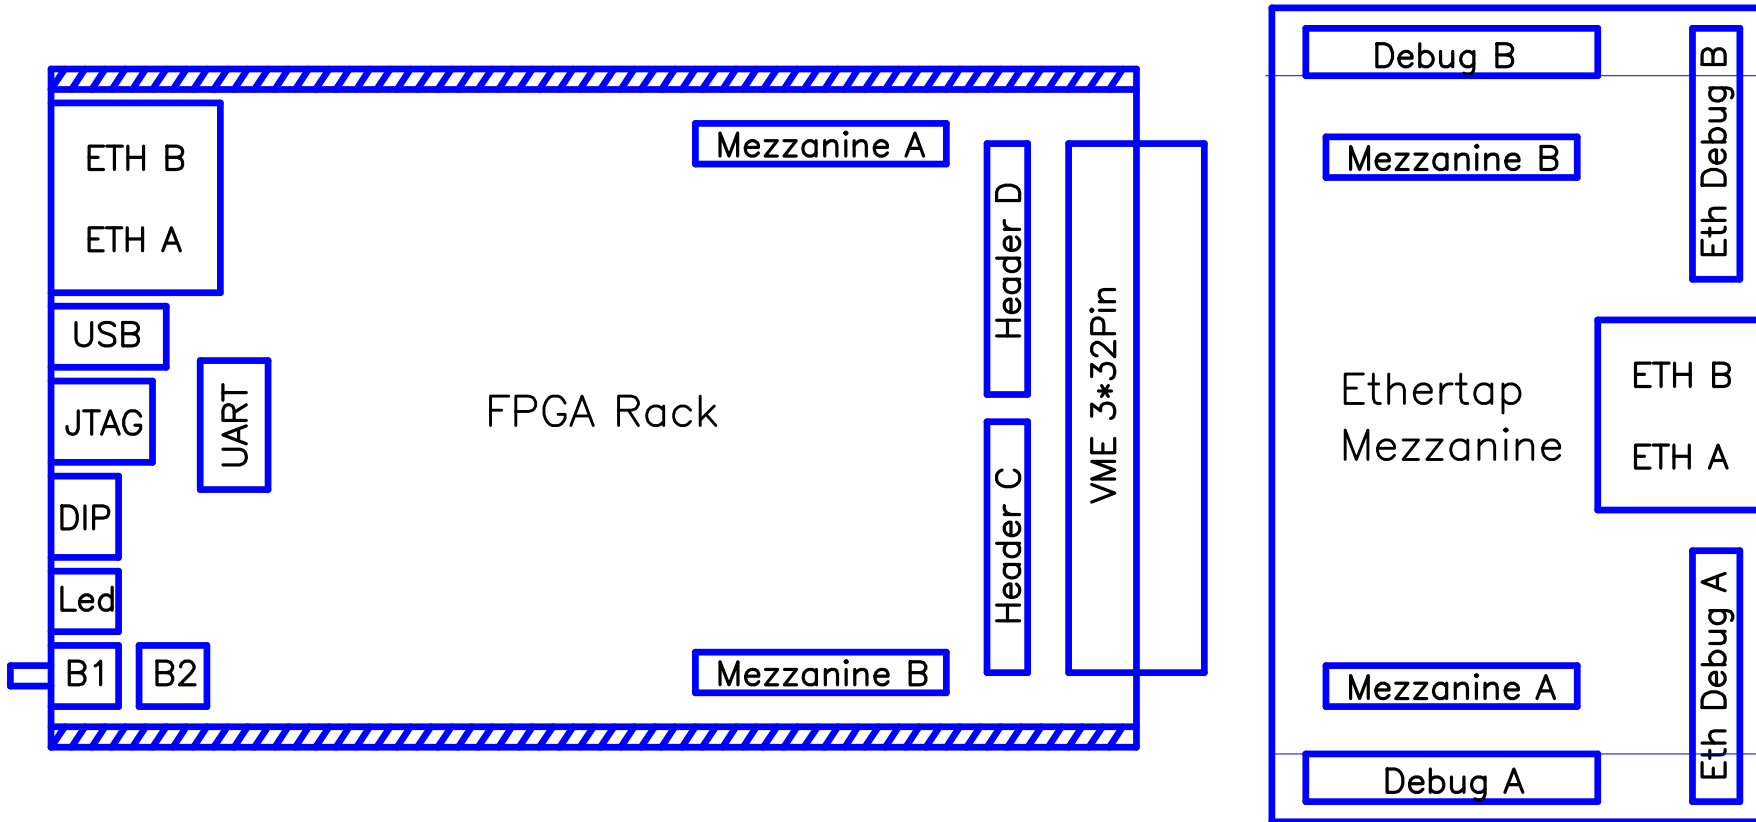 ETH B
ETH A
USB
JTAG
UART
DIP
Led
B1
B2
FPGA Rack
Mezzanine A
Mezzanine B
Header D
Header C
VME 3*32Pin
Debug B
Mezzanine B
Eth Debug B
Ethertap
Mezzanine
ETH B
ETH A
Mezzanine A
Eth Debug A
Debug A